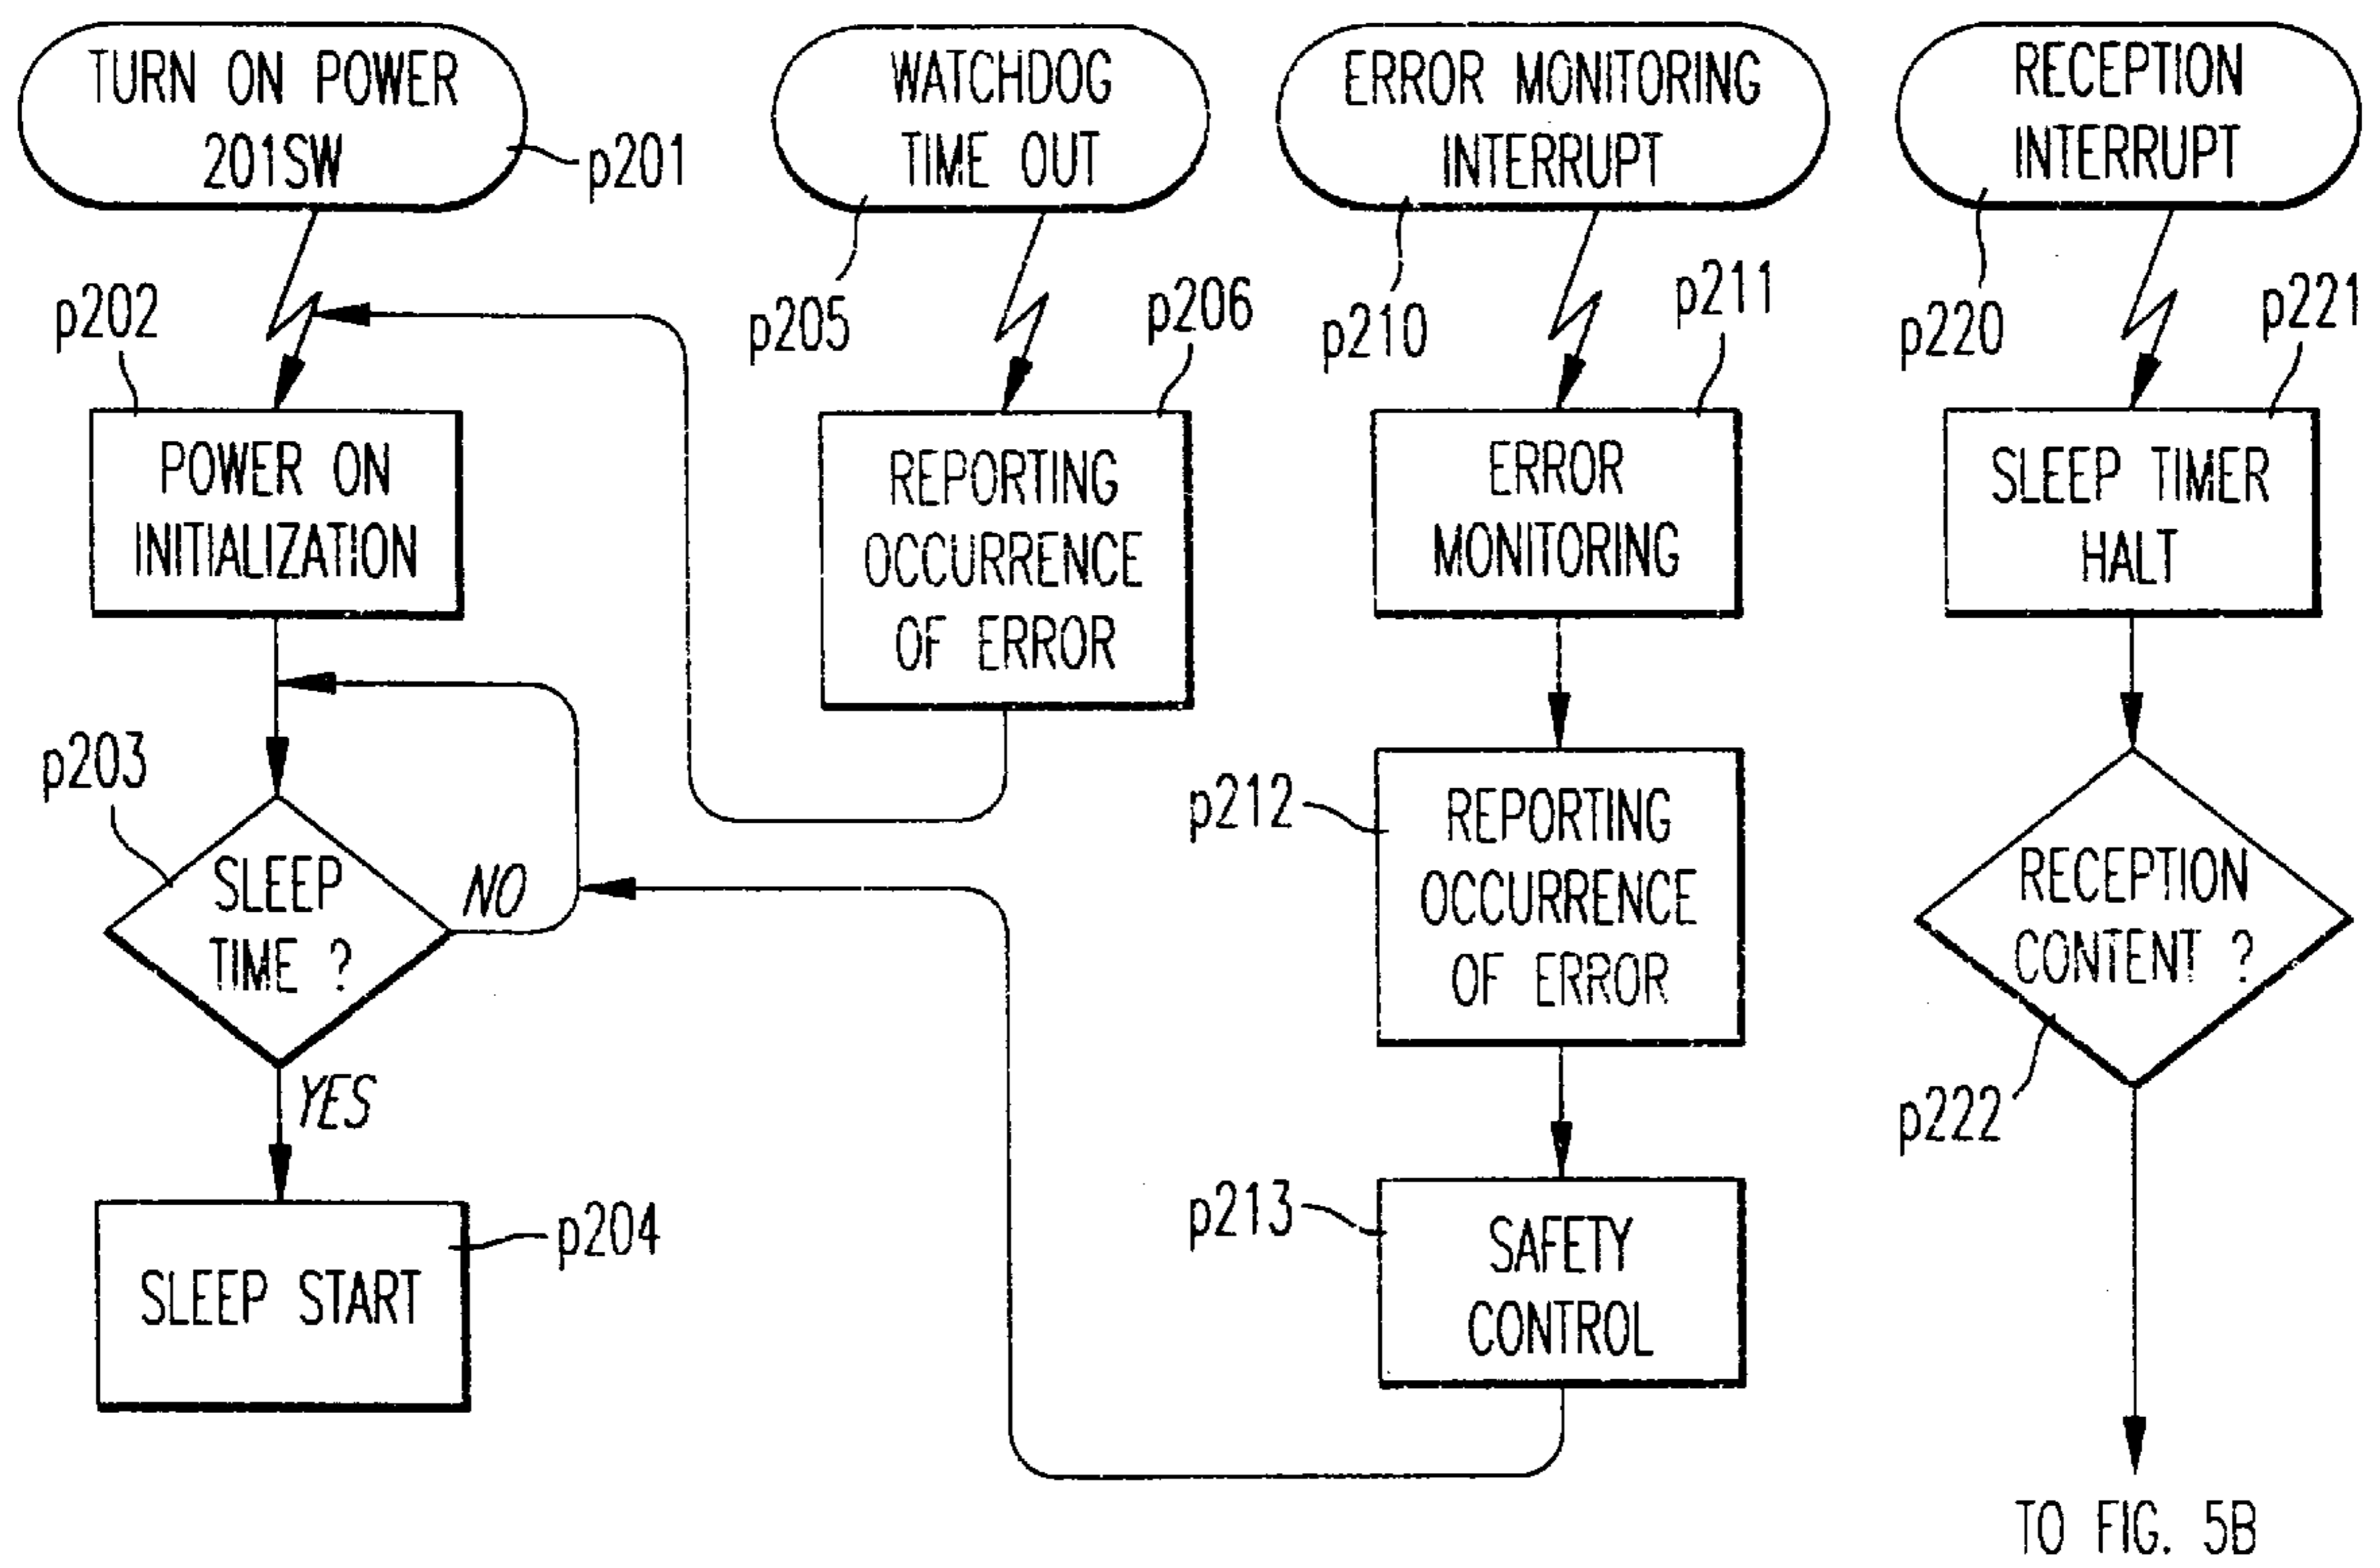 TURN ON POWER
201SW
p201
p202
POWER ON
INITIALIZATION
p203
SLEEP
TIME ?
NO
YES
SLEEP START
p204
WATCHDOG
TIME OUT
p205
p206
REPORTING
OCCURRENCE
OF ERROR
ERROR MONITORING
INTERRUPT
p210
p211
ERROR
MONITORING
p212
REPORTING
OCCURRENCE
OF ERROR
p213
SAFETY
CONTROL
RECEPTION
INTERRUPT
p220
p221
SLEEP TIMER
HALT
RECEPTION
CONTENT ?
p222
TO FIG. 5B